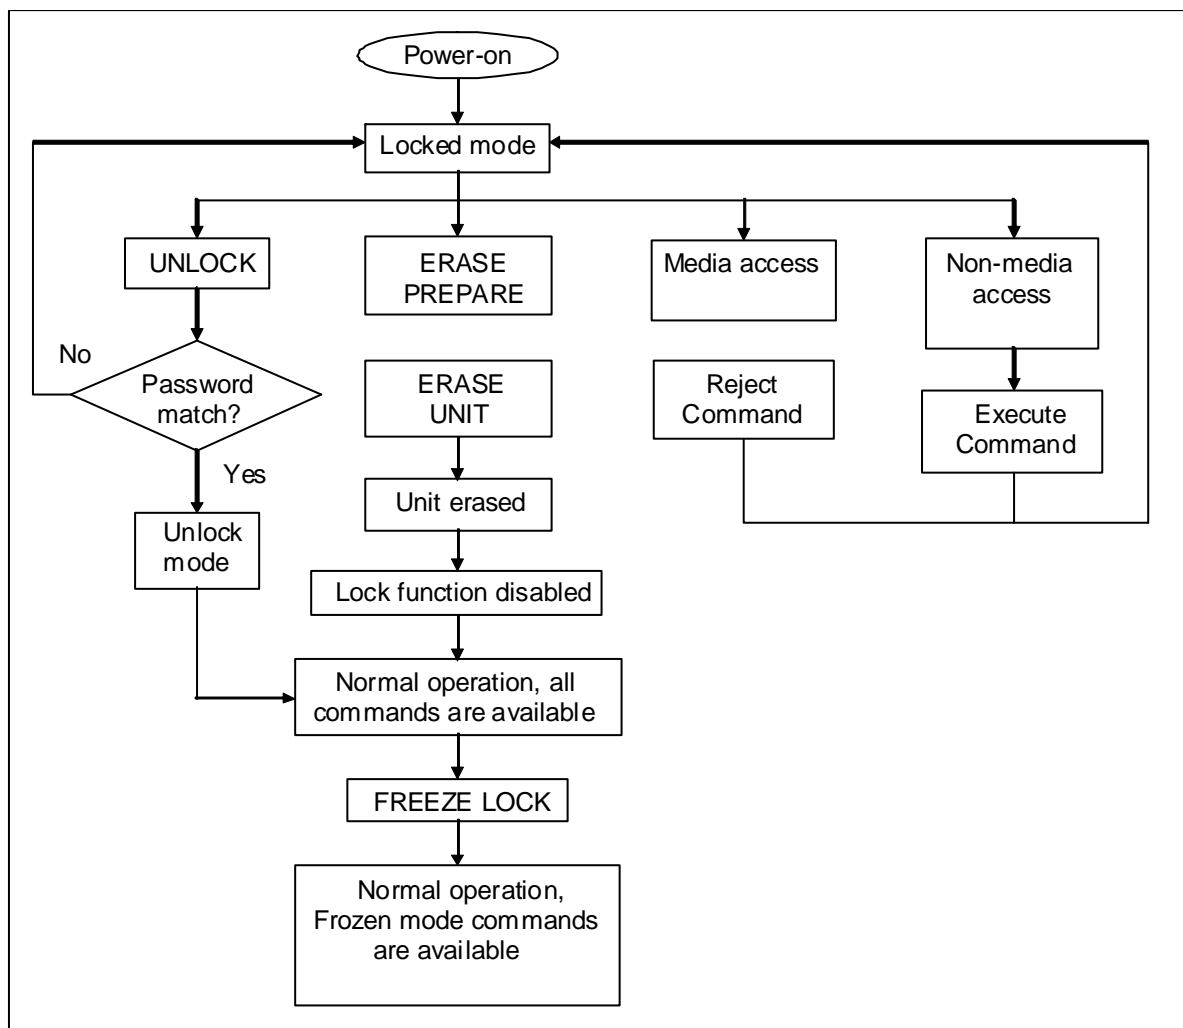 Power-on
Locked mode
UNLOCK
ERASE
PREPARE
Media access
Non-media
access
No
Password
match?
Yes
ERASE
UNIT
Reject
Command
Execute
Command
Unit erased
Unlock
mode
Lock function disabled
Normal operation, all
commands are available
FREEZE LOCK
Normal operation,
Frozen mode commands
are available